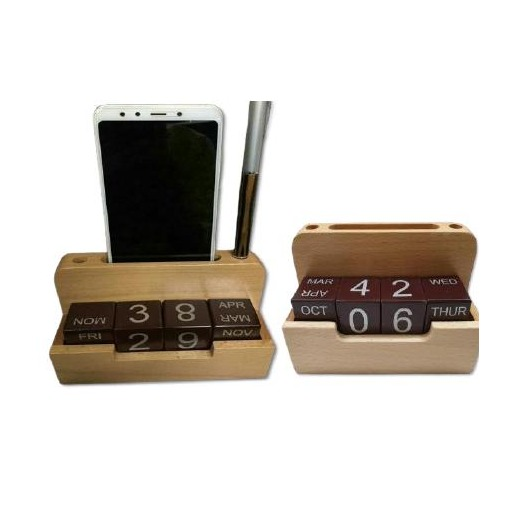 MON 3 8 APR
MAR
FRI 2 9 NOV
MAR 4 2 WED
APR
OCT 0 6 THUR